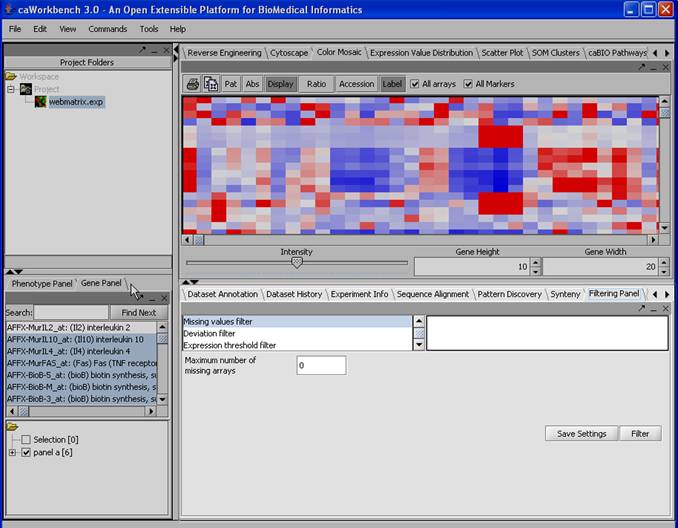 caWorkbench 3.0 - An Open Extensible Platform for BioMedical Informatics
File Edit View Commands Tools Help
Project Folders
Workspace
Project
webmatrix.exp
Reverse Engineering Cytoscape Color Mosaic Expression Value Distribution Scatter Plot SOM Clusters caBIO Pathways
Pat Abs Display Ratio Accession Label All arrays All Markers
Intensity Gene Height Gene Width
10 20
Phenotype Panel Gene Panel
Search: Find Next
AFFX-MurIL2_at: (Il2) interleukin 2
AFFX-MurIL10_at: (Il10) interleukin 10
AFFX-MurIL4_at: (Il4) interleukin 4
AFFX-MurFAS_at: (Fas) Fas (TNF recepto
AFFX-BioB-5_at: (bioB) biotin synthesis, su
AFFX-BioB-M_at: (bioB) biotin synthesis, s
AFFX-BioB-3_at: (bioB) biotin synthesis, su
Selection [0]
panel a [6]
Dataset Annotation Dataset History Experiment Info Sequence Alignment Pattern Discovery Synteny Filtering Panel
Missing values filter
Deviation filter
Expression threshold filter
Maximum number of
missing arrays
0
Save Settings Filter